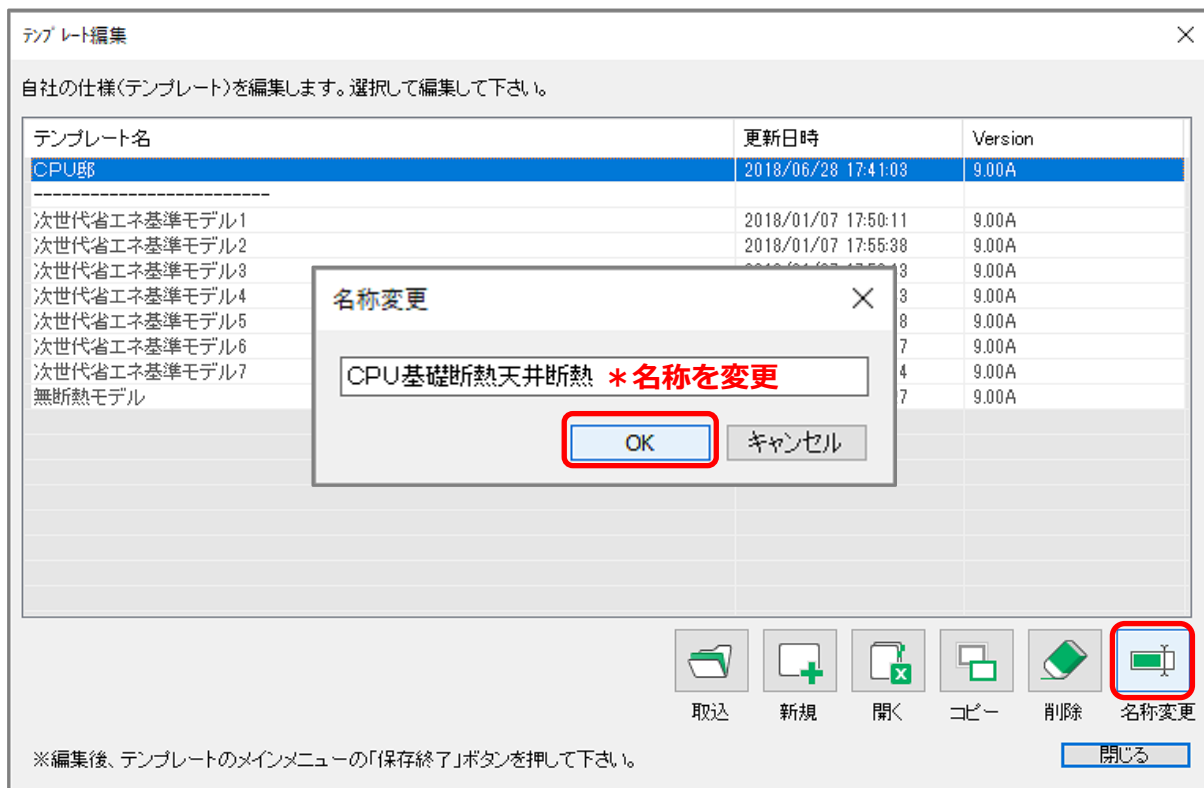 テンプレート編集
自社の仕様(テンプレート)を編集します。選択して編集して下さい。
テンプレート名 更新日時 Version
CPU邸 2018/06/28 17:41:03 9.00A
-------------------------
次世代省エネ基準モデル1 2018/01/07 17:50:11 9.00A
次世代省エネ基準モデル2 2018/01/07 17:55:38 9.00A
次世代省エネ基準モデル3 3 9.00A
次世代省エネ基準モデル4 3 9.00A
次世代省エネ基準モデル5 8 9.00A
次世代省エネ基準モデル6 7 9.00A
次世代省エネ基準モデル7 4 9.00A
無断熱モデル 7 9.00A
名称変更
CPU基礎断熱天井断熱 *名称を変更
OK キャンセル
取込 新規 開く コピー 削除 名称変更
※編集後、テンプレートのメインメニューの「保存終了」ボタンを押して下さい。
閉じる